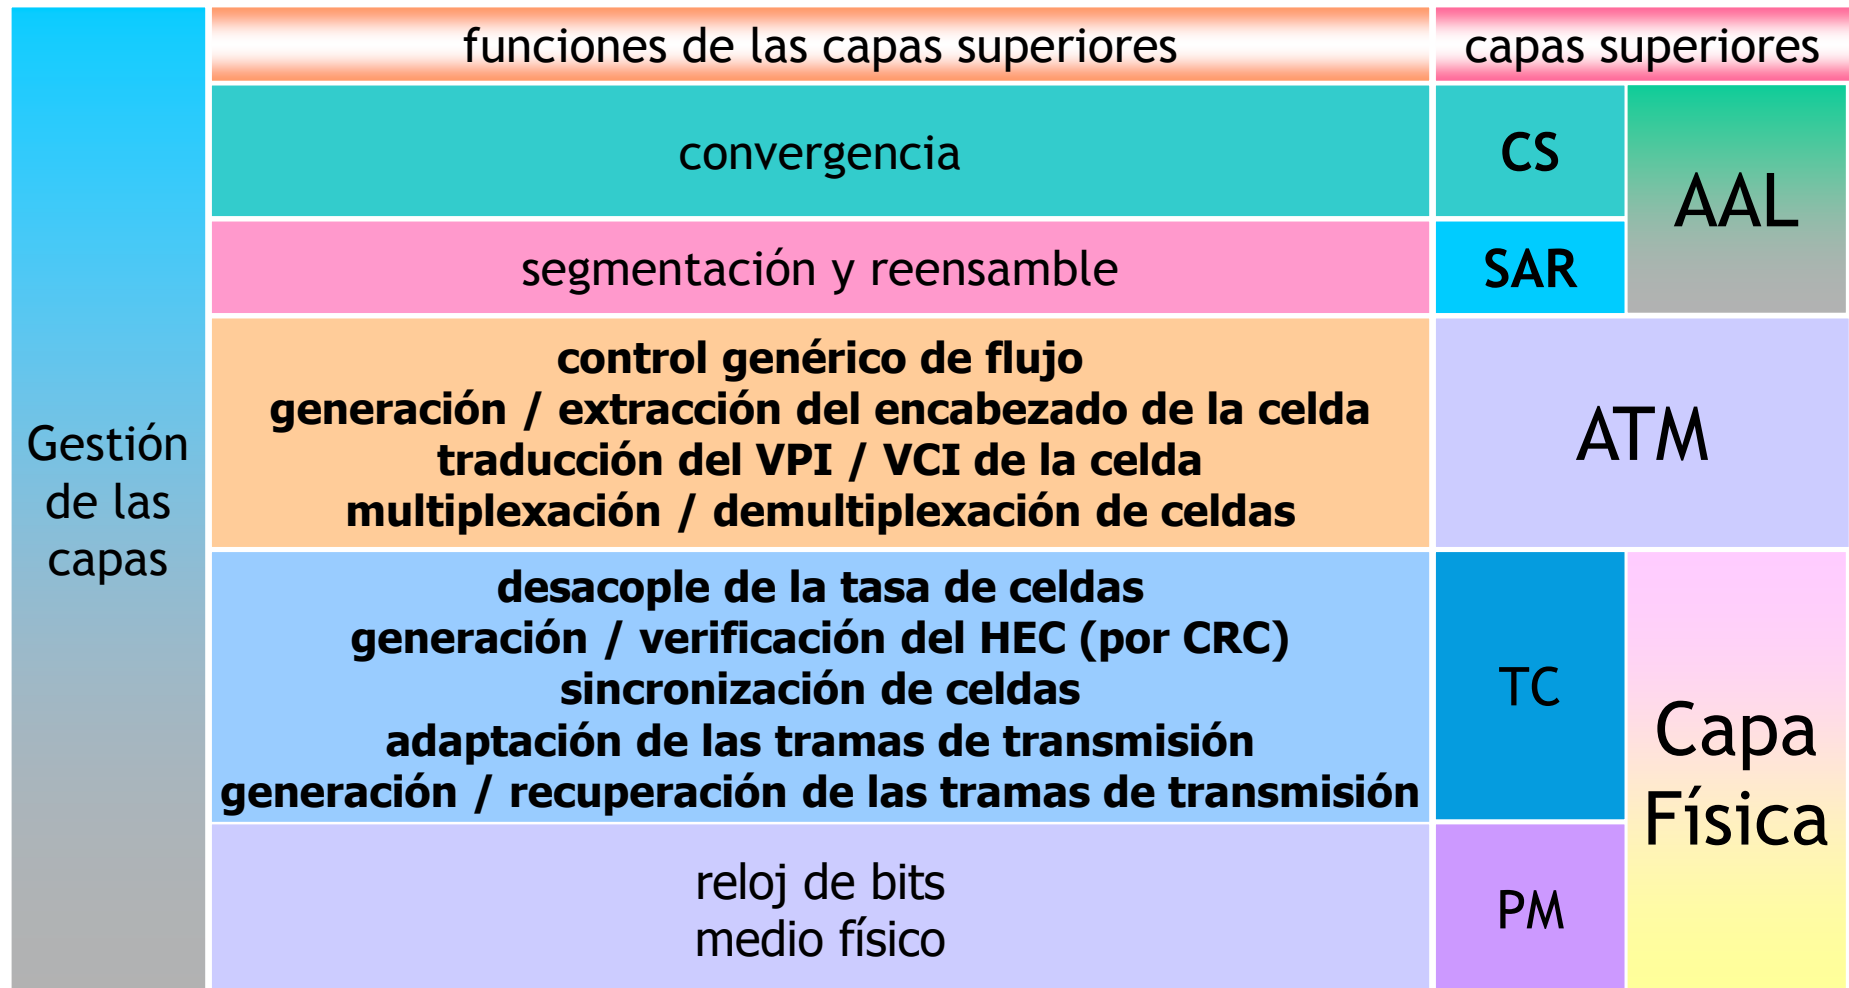 funciones de las capas superiores
capas superiores
convergencia
CS
AAL
segmentación y reensamble
SAR
Gestión
de las
capas
control genérico de flujo
generación / extracción del encabezado de la celda
traducción del VPI / VCI de la celda
multiplexación / demultiplexación de celdas
ATM
desacople de la tasa de celdas
generación / verificación del HEC (por CRC)
sincronización de celdas
adaptación de las tramas de transmisión
generación / recuperación de las tramas de transmisión
TC
Capa
Física
reloj de bits
medio físico
PM